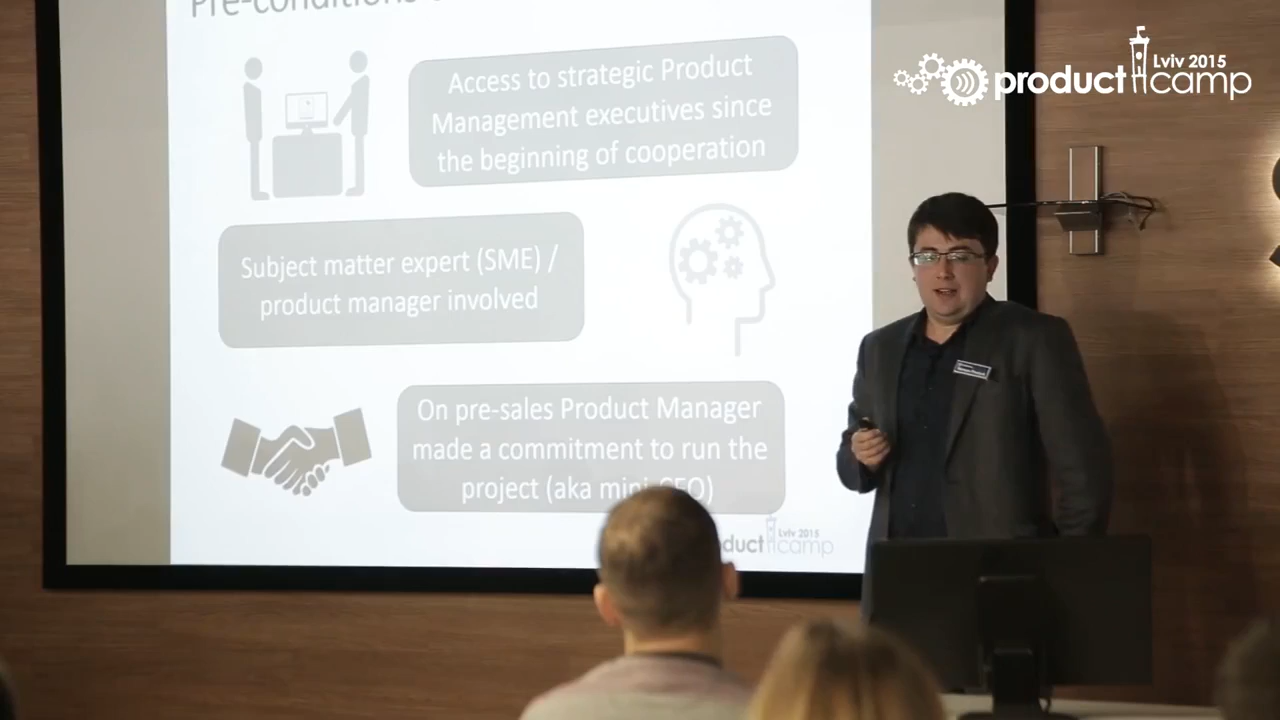 Pre-conditions
Access to strategic Product
Management executives since
the beginning of cooperation
Subject matter expert (SME) /
product manager involved
On pre-sales Product Manager
made a commitment to run the
project (aka mini-CEO)
Lviv 2015
duct camp
Lviv 2015
product camp